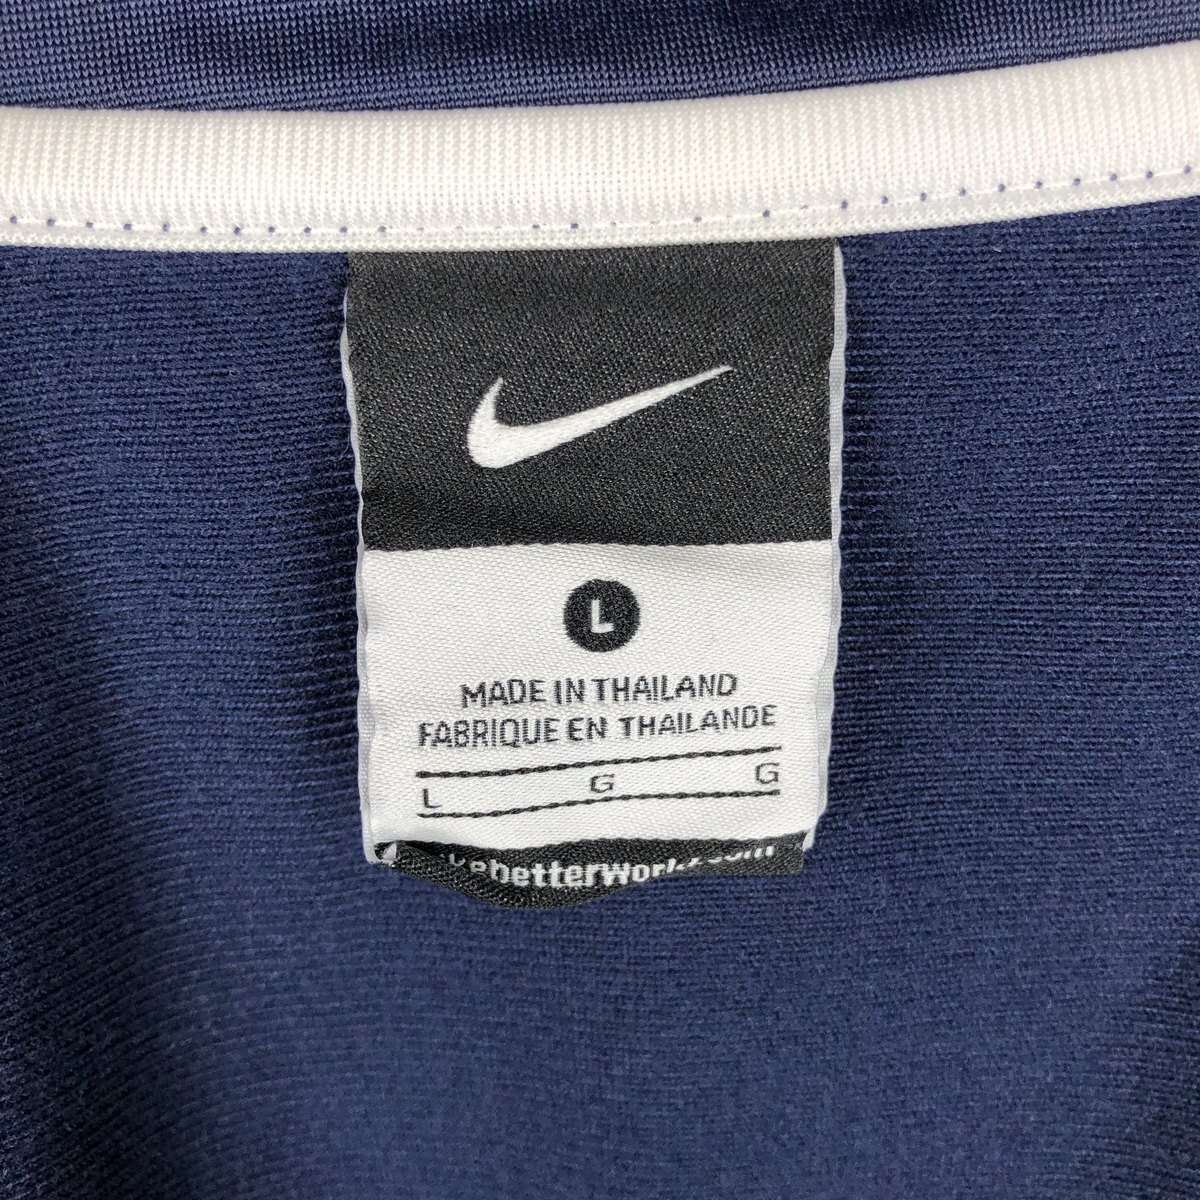 L
MADE IN THAILAND
FABRIQUE EN THAILANDE
L G G